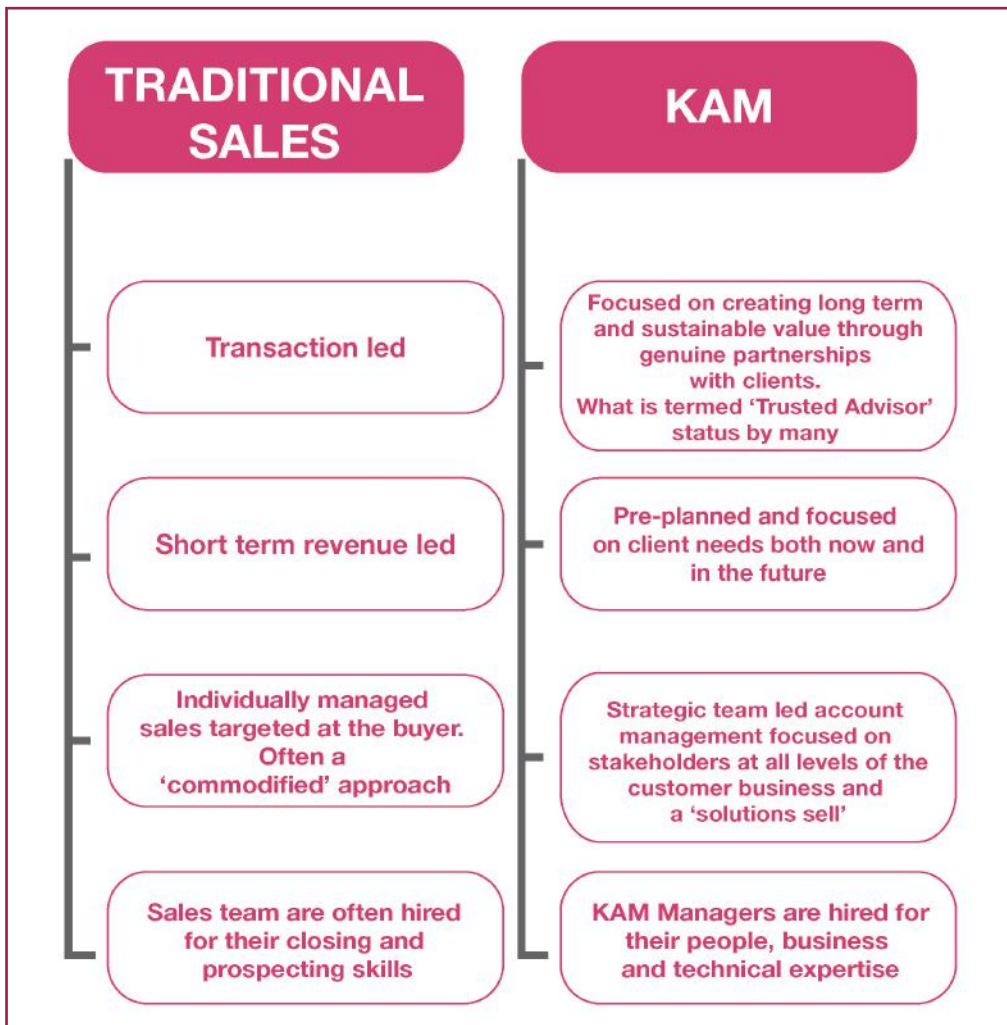 TRADITIONAL
SALES
Transaction led
Short term revenue led
Individually managed
sales targeted at the buyer.
Often a
‘commodified’ approach
Sales team are often hired
for their closing and
prospecting skills
KAM
Focused on creating long term
and sustainable value through
genuine partnerships
with clients.
What is termed ‘Trusted Advisor’
status by many
Pre-planned and focused
on client needs both now and
in the future
Strategic team led account
management focused on
stakeholders at all levels of the
customer business and
a ‘solutions sell’
KAM Managers are hired for
their people, business
and technical expertise